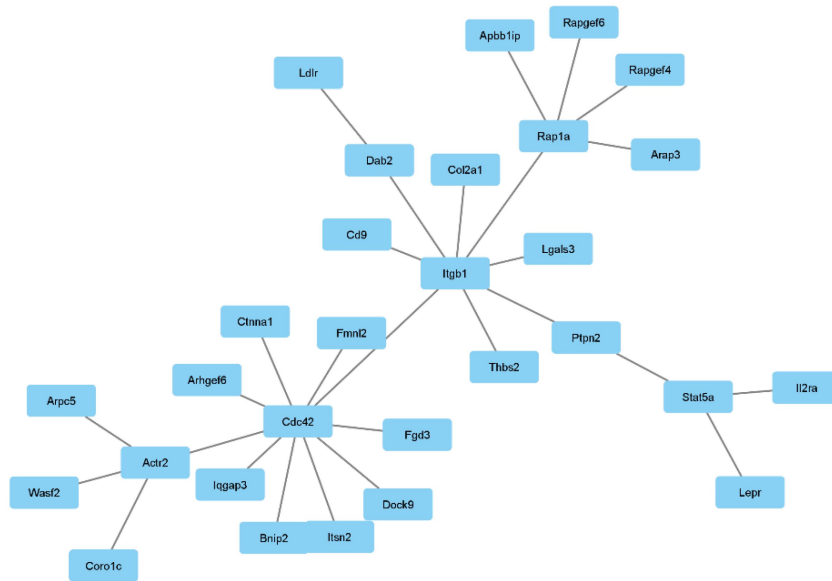 Rapgef6
Apbb1ip
Ldlr
Rapgef4
Rap1a
Arap3
Dab2
Col2a1
Cd9
Lgals3
Itgb1
Ctnna1
Fmnl2
Ptpn2
Thbs2
Arhgef6
Il2ra
Stat5a
Arpc5
Cdc42
Fgd3
Actr2
Iqgap3
Wasf2
Lepr
Dock9
Bnip2
Itsn2
Coro1c